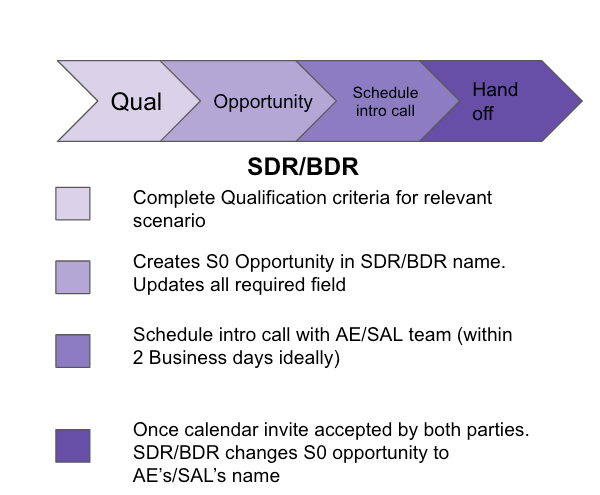 Qual
Opportunity
Schedule
intro call
Hand
off
SDR/BDR
Complete Qualification criteria for relevant
scenario
Creates S0 Opportunity in SDR/BDR name.
Updates all required field
Schedule intro call with AE/SAL team (within
2 Business days ideally)
Once calendar invite accepted by both parties.
SDR/BDR changes S0 opportunity to
AE’s/SAL’s name